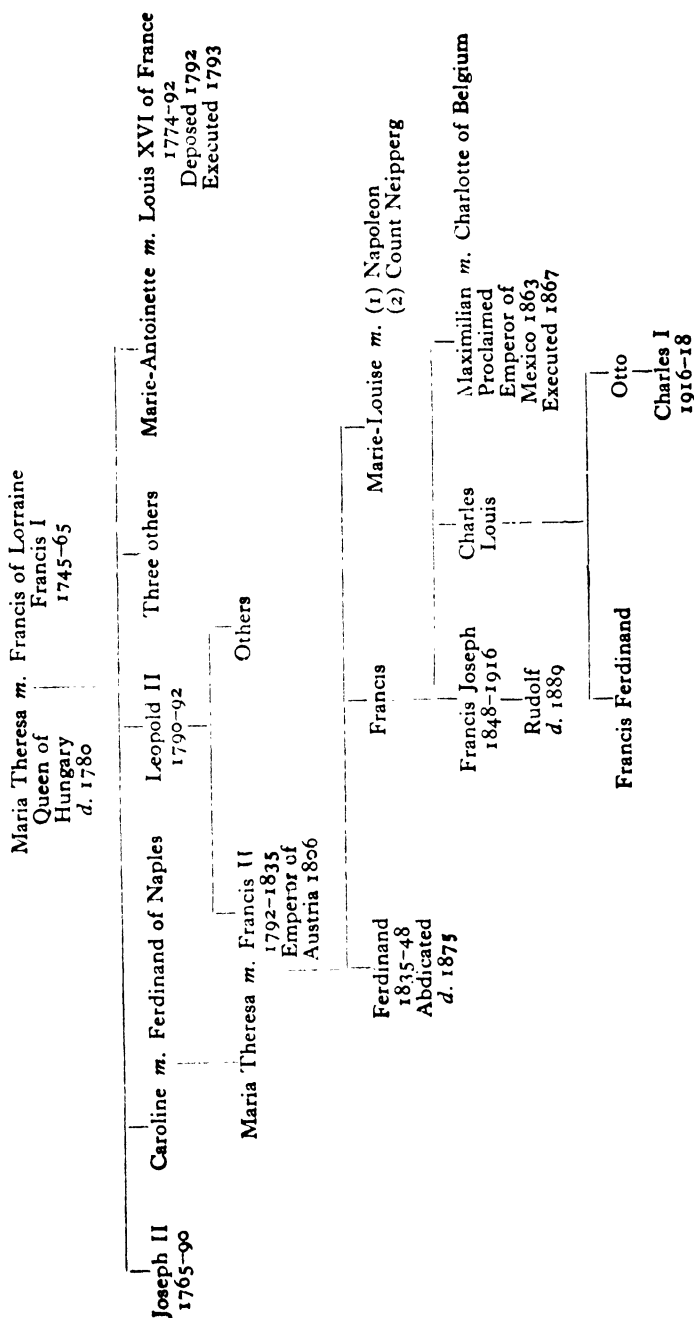 Maria Theresa m. Francis of Lorraine
Queen of
Hungary
d. 1780
Francis I
1745-65
Joseph II
1765-90
Caroline m. Ferdinand of Naples
Leopold II
1790-92
Three others
Marie-Antoinette m. Louis XVI of France
1774-92
Deposed 1792
Executed 1793
Maria Theresa m. Francis II
1792-1835
Emperor of
Austria 1806
Others
Ferdinand
1835-48
Abdicated
d. 1875
Francis
Marie-Louise m. (1) Napoleon
(2) Count Neipperg
Francis Joseph
1848-1916
Charles
Louis
Maximilian m. Charlotte of Belgium
Proclaimed
Emperor of
Mexico 1863
Executed 1867
Rudolf
d. 1889
Francis Ferdinand
Otto
Charles I
1916-18